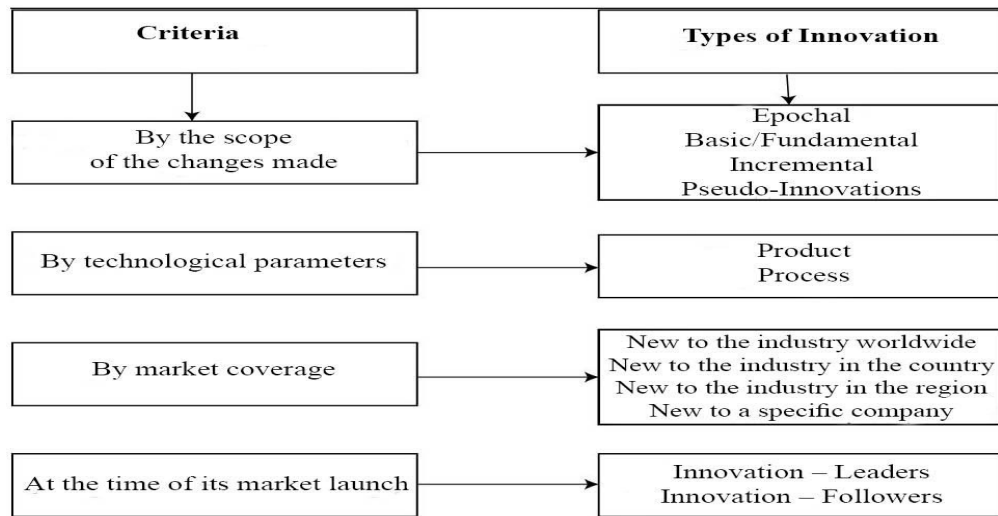 Criteria
Types of Innovation
By the scope
of the changes made
Epochal
Basic/Fundamental
Incremental
Pseudo-Innovations
By technological parameters
Product
Process
By market coverage
New to the industry worldwide
New to the industry in the country
New to the industry in the region
New to a specific company
At the time of its market launch
Innovation – Leaders
Innovation – Followers